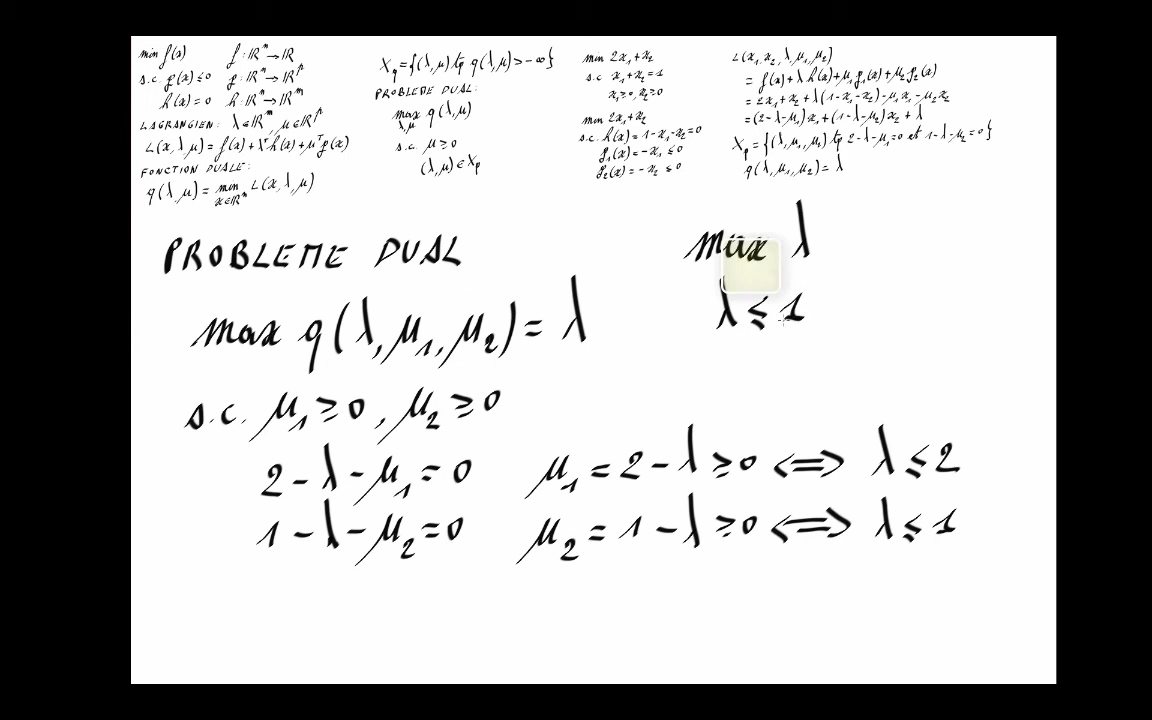 min f(x) f: ℝⁿ → ℝ
s.c. g(x) ≤ 0 g: ℝⁿ → ℝᵖ
h(x) = 0 h: ℝⁿ → ℝᵐ
LAGRANGIEN: λ ∈ ℝᵐ, μ ∈ ℝᵖ
L(x, λ, μ) = f(x) + λᵀh(x) + μᵀg(x)
FONCTION DUALE:
q(λ, μ) = min L(x, λ, μ)
x ∈ ℝⁿ
X_q = {(λ, μ) tq q(λ, μ) > -∞}
PROBLEME DUAL:
max q(λ, μ)
λ, μ
s.c. μ ≥ 0
(λ, μ) ∈ X_p
min 2x₁ + x₂
s.c x₁ + x₂ = 1
x₁ ≥ 0, x₂ ≥ 0
min 2x₁ + x₂
s.c. h(x) = 1 - x₁ - x₂ = 0
g₁(x) = -x₁ ≤ 0
g₂(x) = -x₂ ≤ 0
L(x₁, x₂, λ, μ₁, μ₂)
= f(x) + λ h(x) + μ₁ g₁(x) + μ₂ g₂(x)
= 2x₁ + x₂ + λ(1 - x₁ - x₂) - μ₁x₁ - μ₂x₂
= (2 - λ - μ₁)x₁ + (1 - λ - μ₂)x₂ + λ
X_p = {(λ, μ₁, μ₂) tq 2 - λ - μ₁ = 0 et 1 - λ - μ₂ = 0}
q(λ, μ₁, μ₂) = λ
PROBLEME DUAL
max q(λ, μ₁, μ₂) = λ
s.c. μ₁ ≥ 0, μ₂ ≥ 0
2 - λ - μ₁ = 0 μ₁ = 2 - λ ≥ 0 ⟺ λ ≤ 2
1 - λ - μ₂ = 0 μ₂ = 1 - λ ≥ 0 ⟺ λ ≤ 1
max λ
λ ≤ 1